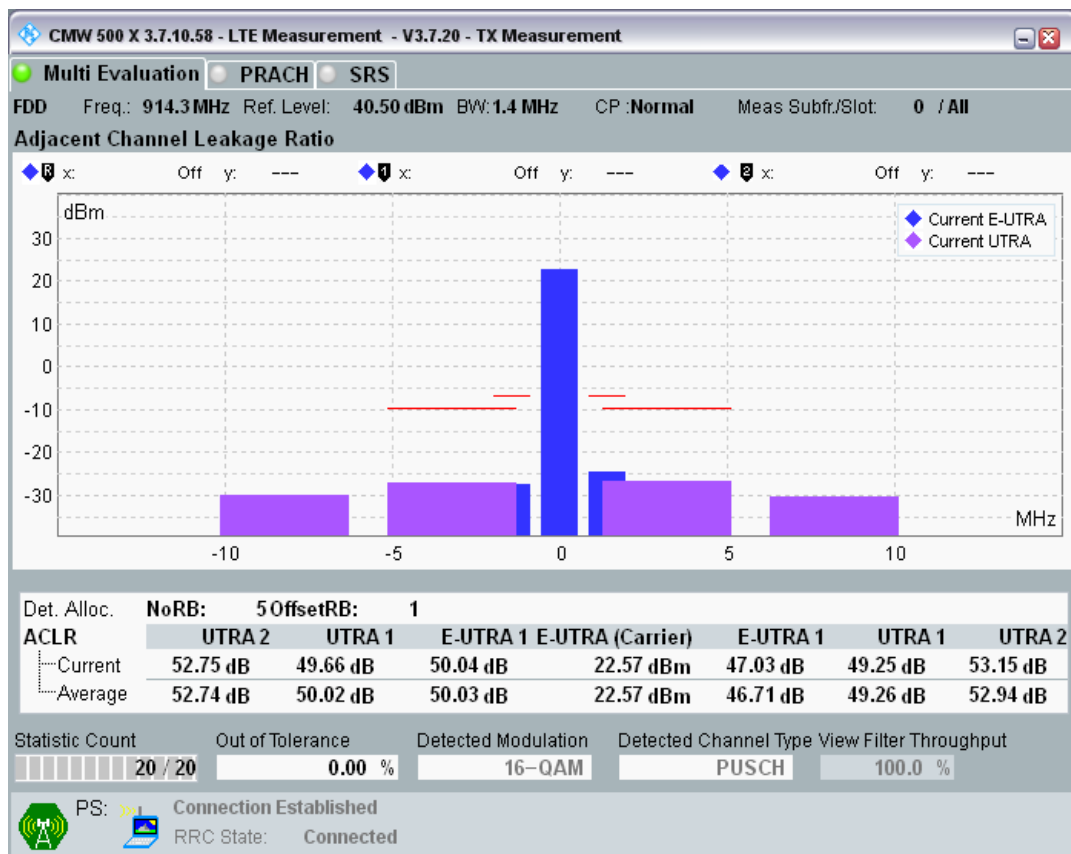 CMW 500 X 3.7.10.58 - LTE Measurement - V3.7.20 - TX Measurement
Multi Evaluation PRACH SRS
FDD Freq.: 914.3 MHz Ref. Level: 40.50 dBm BW: 1.4 MHz CP :Normal Meas Subfr./Slot: 0 / All
Adjacent Channel Leakage Ratio
R x: Off y: --- 1 x: Off y: --- 2 x: Off y: ---
dBm
Current E-UTRA
Current UTRA
30
20
10
0
-10
-20
-30
MHz
-10 -5 0 5 10
Det. Alloc. NoRB: 5 OffsetRB: 1
ACLR UTRA 2 UTRA 1 E-UTRA 1 E-UTRA (Carrier) E-UTRA 1 UTRA 1 UTRA 2
Current 52.75 dB 49.66 dB 50.04 dB 22.57 dBm 47.03 dB 49.25 dB 53.15 dB
Average 52.74 dB 50.02 dB 50.03 dB 22.57 dBm 46.71 dB 49.26 dB 52.94 dB
Statistic Count Out of Tolerance Detected Modulation Detected Channel Type View Filter Throughput
20 / 20 0.00 % 16-QAM PUSCH 100.0 %
PS: Connection Established
RRC State: Connected